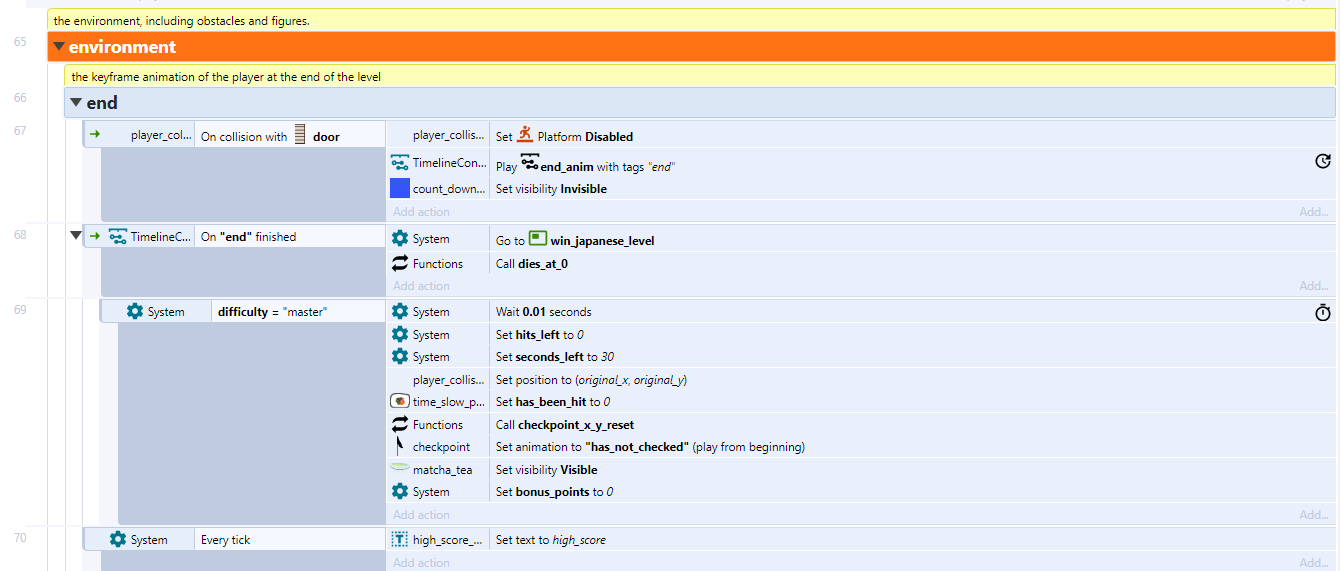 the environment, including obstacles and figures.
65 environment
the keyframe animation of the player at the end of the level
66 end
67 player_col... On collision with door player_collis... Set Platform Disabled
TimelineCon... Play end_anim with tags "end"
count_down... Set visibility Invisible
Add action Add...
68 TimelineC... On "end" finished System Go to win_japanese_level
Functions Call dies_at_0
Add action Add...
69 System difficulty = "master" System Wait 0.01 seconds
System Set hits_left to 0
System Set seconds_left to 30
player_collis... Set position to (original_x, original_y)
time_slow_p... Set has_been_hit to 0
Functions Call checkpoint_x_y_reset
checkpoint Set animation to "has_not_checked" (play from beginning)
matcha_tea Set visibility Visible
System Set bonus_points to 0
Add action Add...
70 System Every tick high_score_... Set text to high_score
Add action Add...